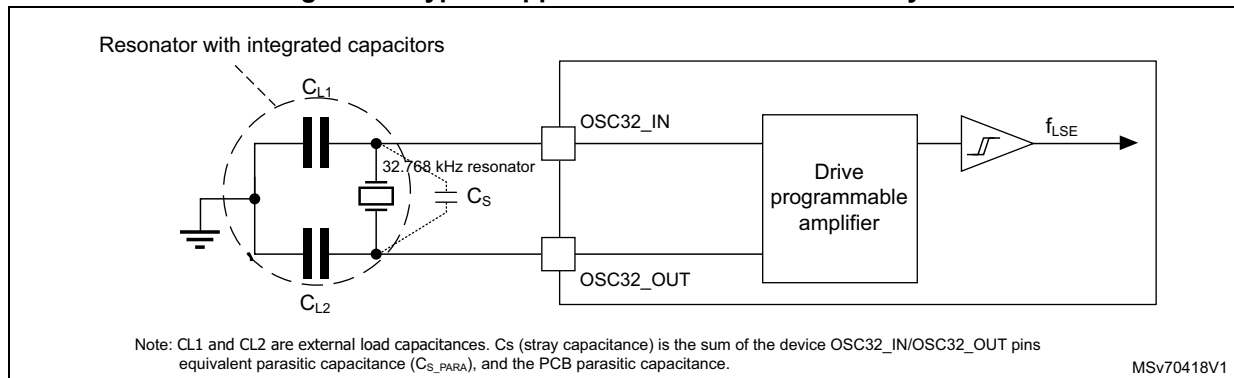 Resonator with integrated capacitors
CL1
OSC32_IN
fLSE
32.768 kHz resonator
Drive
programmable
amplifier
CS
OSC32_OUT
CL2
Note: CL1 and CL2 are external load capacitances. Cs (stray capacitance) is the sum of the device OSC32_IN/OSC32_OUT pins
equivalent parasitic capacitance (CS_PARA), and the PCB parasitic capacitance.
MSv70418V1